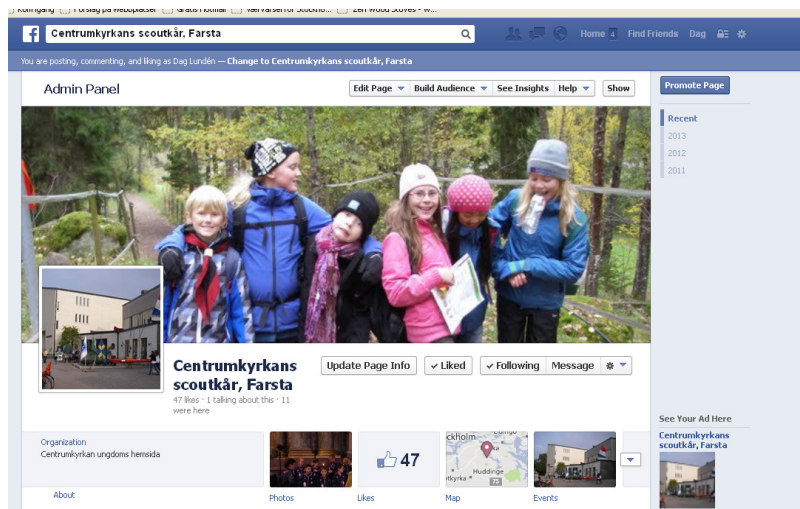 Centrumkyrkans scoutkår, Farsta
Home 4 Find Friends Dag
You are posting, commenting, and liking as Dag Lundén — Change to Centrumkyrkans scoutkår, Farsta
Admin Panel
Edit Page Build Audience See Insights Help Show
Promote Page
Recent
2013
2012
2011
Centrumkyrkans
scoutkår, Farsta
Update Page Info ✓ Liked ✓ Following Message
47 likes · 1 talking about this · 11
were here
See Your Ad Here
Centrumkyrkans
scoutkår, Farsta
Organization
Centrumkyrkan ungdoms hemsida
47
Huddinge
73
About
Photos Likes Map Events